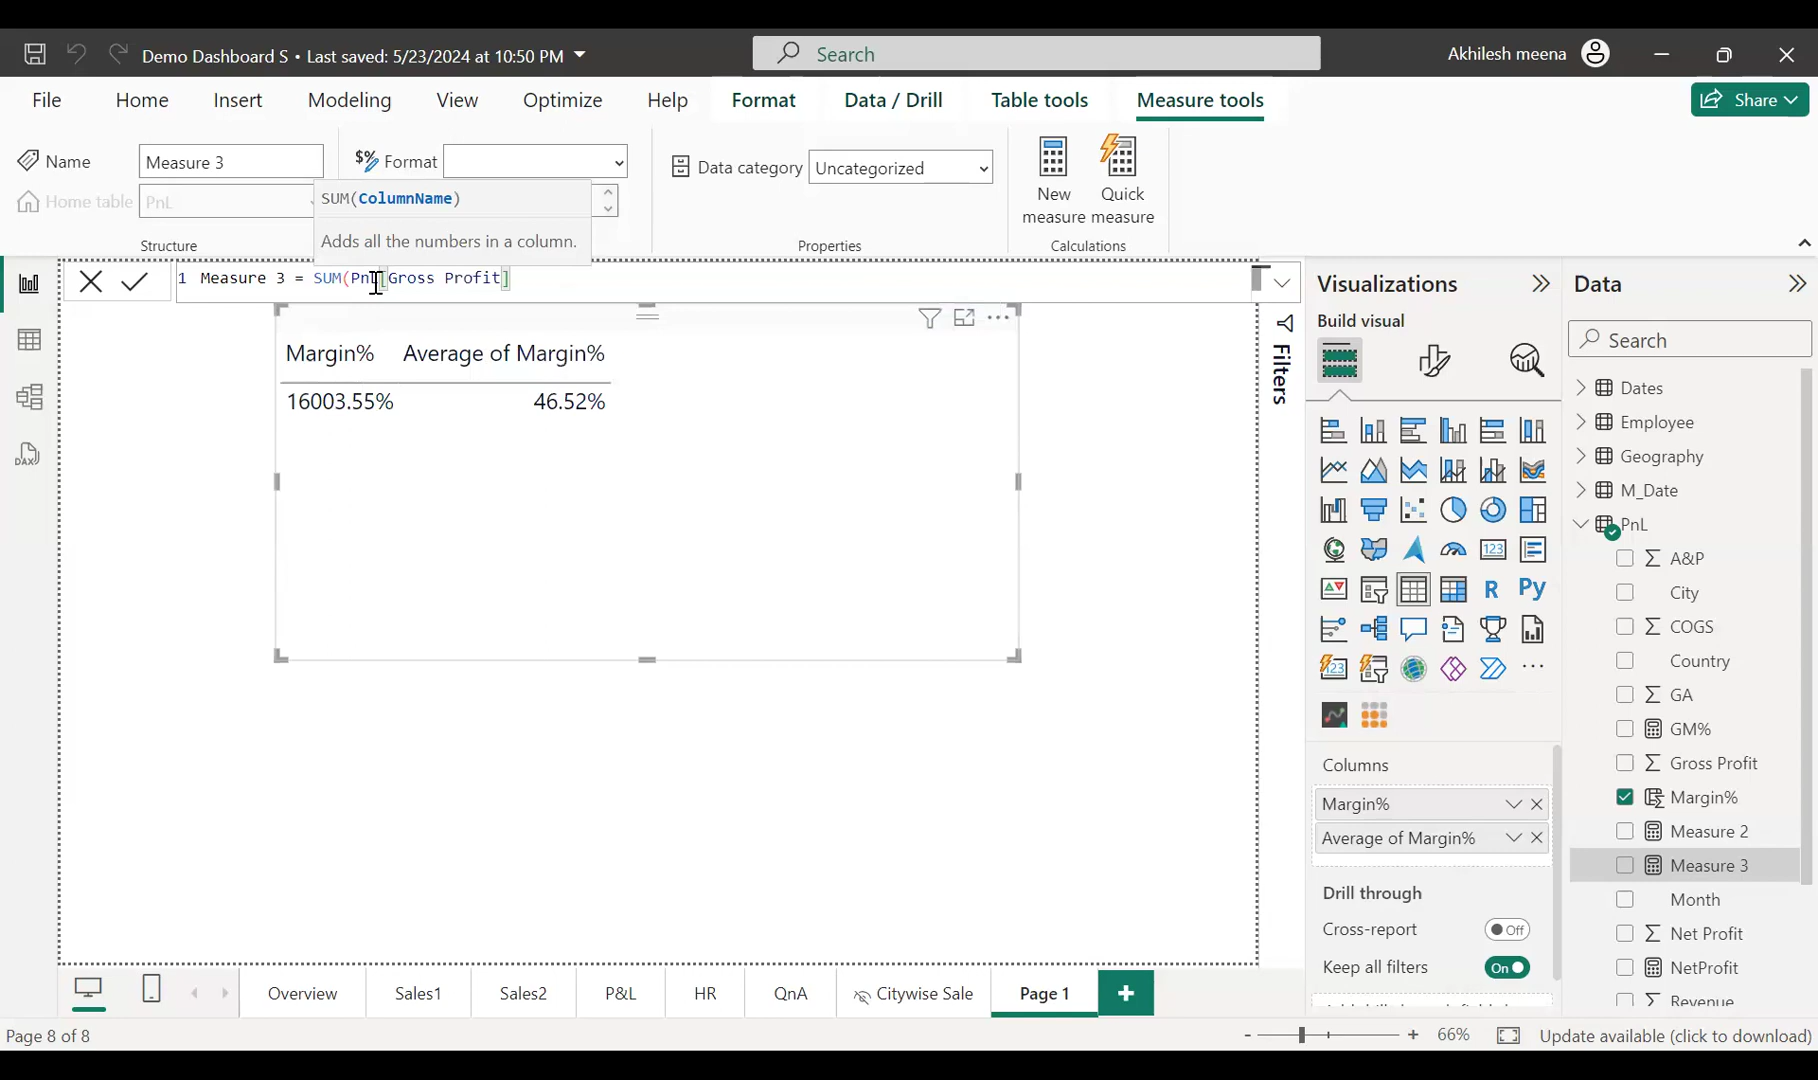 Demo Dashboard S • Last saved: 5/23/2024 at 10:50 PM
Search
Akhilesh meena
File Home Insert Modeling View Optimize Help Format Data / Drill Table tools Measure tools
Share
Name Measure 3
$% Format
Data category Uncategorized
New measure
Quick measure
Home table PnL
SUM(ColumnName)
Adds all the numbers in a column.
Structure
Properties
Calculations
1 Measure 3 = SUM(PnL[Gross Profit]
Margin% Average of Margin%
16003.55% 46.52%
Filters
DAX
Visualizations
Build visual
123
R Py
123
Columns
Margin%
Average of Margin%
Drill through
Cross-report Off
Keep all filters On
Data
Search
Dates
Employee
Geography
M_Date
PnL
A&P
City
COGS
Country
GA
GM%
Gross Profit
Margin%
Measure 2
Measure 3
Month
Net Profit
NetProfit
Revenue
Overview Sales1 Sales2 P&L HR QnA Citywise Sale Page 1 +
Page 8 of 8
- + 66%
Update available (click to download)